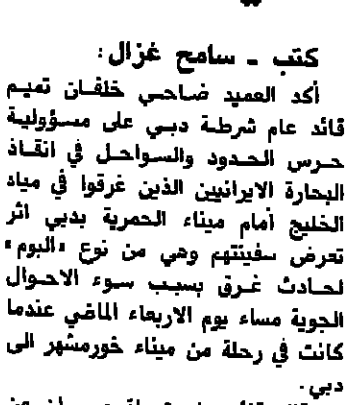 كتب ـ سامح غزال :
أكد العميد ضاحي خلفان تميم
قائد عام شرطة دبي على مسؤولية
حرس الحدود والسواحل في انقاذ
البحارة الايرانيين الذين غرقوا في مياه
الخليج أمام ميناء الحمرية بدبي اثر
تعرض سفينتهم وهي من نوع «البوم»
لحادث غرق بسبب سوء الاحوال
الجوية مساء يوم الاربعاء الماضي عندما
كانت في رحلة من ميناء خورمشهر الى
دبي .